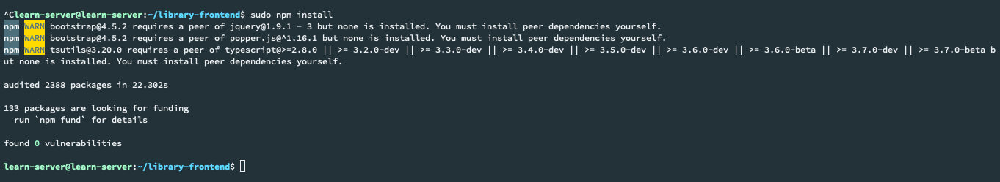 ^Clearn-server@learn-server:~/library-frontend$ sudo npm install
npm WARN bootstrap@4.5.2 requires a peer of jquery@1.9.1 - 3 but none is installed. You must install peer dependencies yourself.
npm WARN bootstrap@4.5.2 requires a peer of popper.js@^1.16.1 but none is installed. You must install peer dependencies yourself.
npm WARN tsutils@3.20.0 requires a peer of typescript@>=2.8.0 || >= 3.2.0-dev || >= 3.3.0-dev || >= 3.4.0-dev || >= 3.5.0-dev || >= 3.6.0-dev || >= 3.6.0-beta || >= 3.7.0-dev || >= 3.7.0-beta b
ut none is installed. You must install peer dependencies yourself.
audited 2388 packages in 22.302s
133 packages are looking for funding
  run `npm fund` for details
found 0 vulnerabilities
learn-server@learn-server:~/library-frontend$